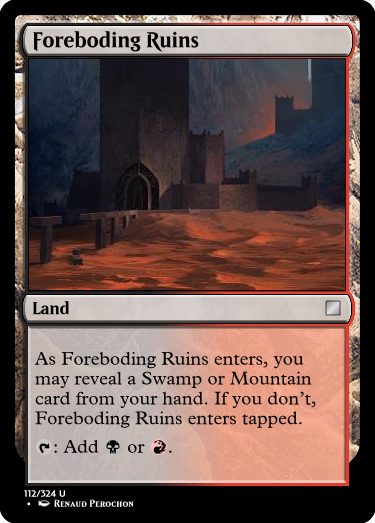 Foreboding Ruins
Land
As Foreboding Ruins enters, you
may reveal a Swamp or Mountain
card from your hand. If you don't,
Foreboding Ruins enters tapped.
: Add or .
112/324 U
• Renaud Perochon